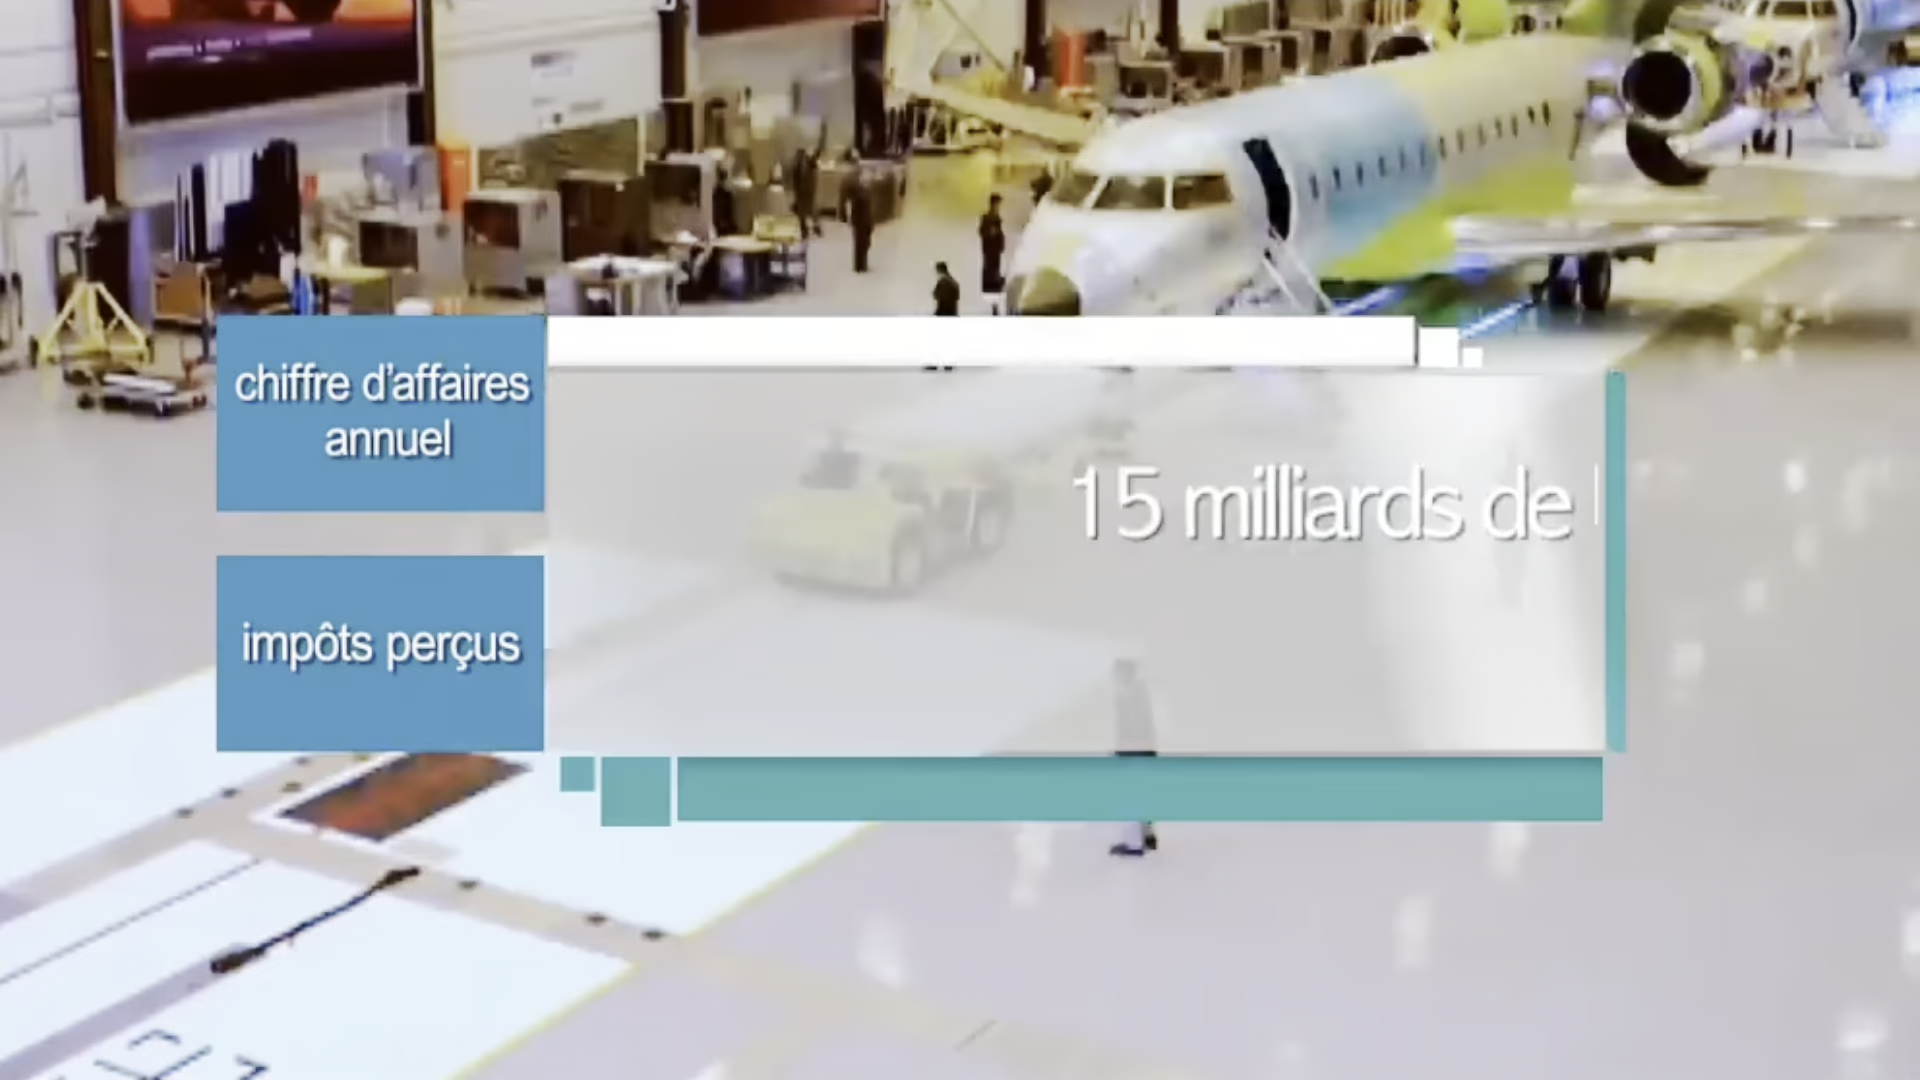 chiffre d'affaires
annuel
15 milliards de
impôts perçus